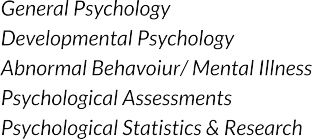 General Psychology
Developmental Psychology
Abnormal Behavoiur/ Mental Illness
Psychological Assessments
Psychological Statistics & Research